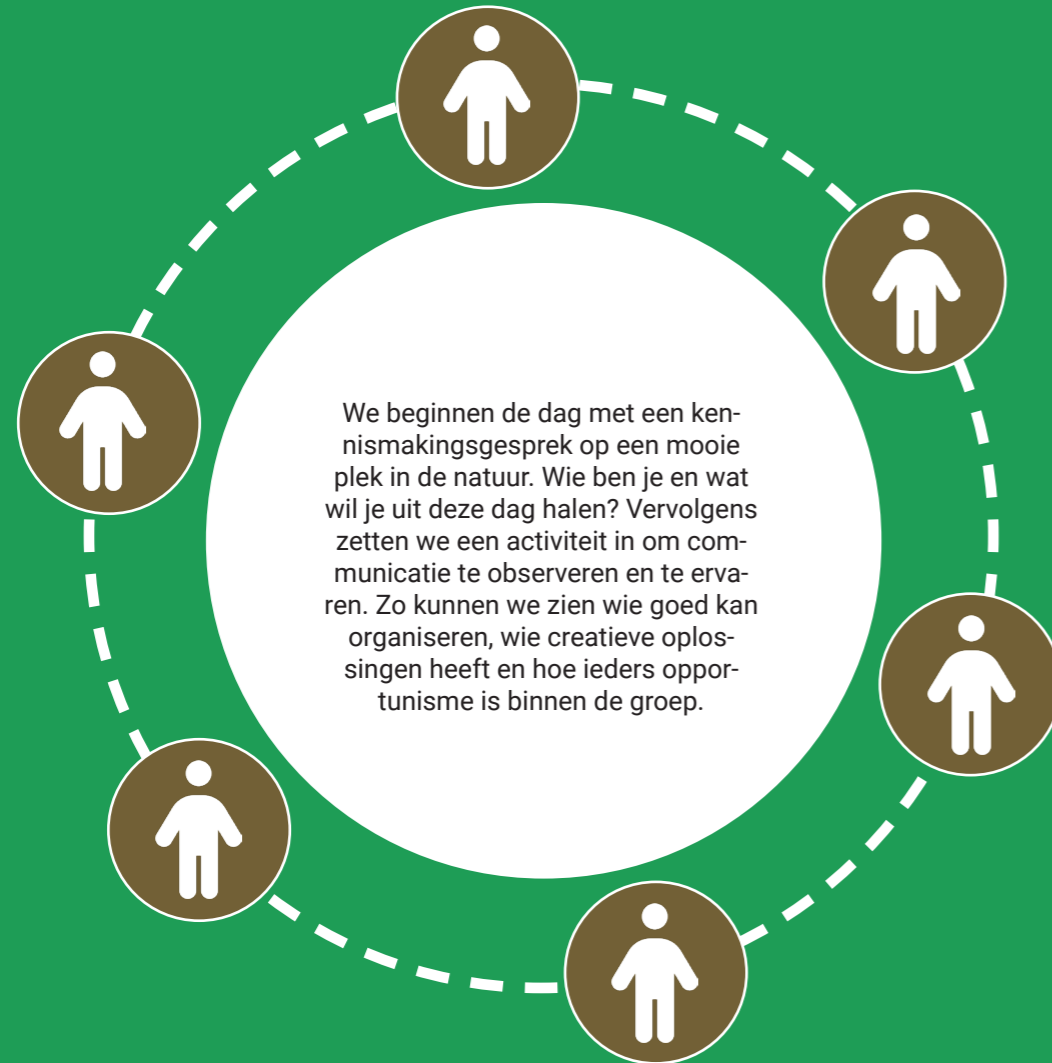 We beginnen de dag met een ken-
nismakingsgesprek op een mooie
plek in de natuur. Wie ben je en wat
wil je uit deze dag halen? Vervolgens
zetten we een activiteit in om com-
municatie te observeren en te erva-
ren. Zo kunnen we zien wie goed kan
organiseren, wie creatieve oplos-
singen heeft en hoe ieders oppor-
tunisme is binnen de groep.